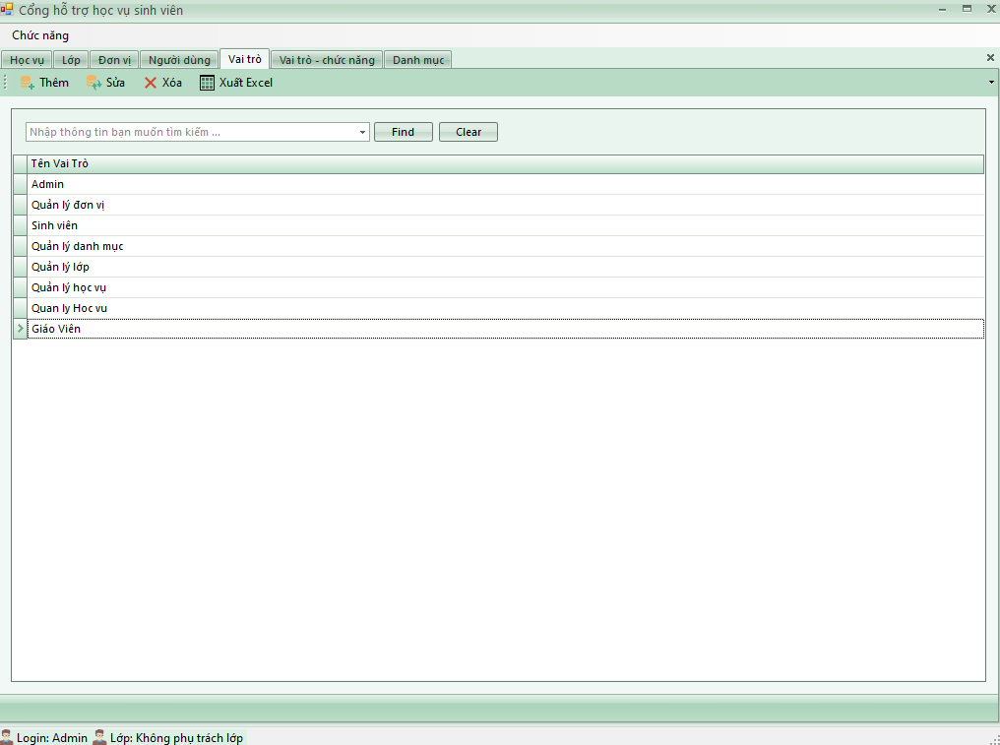 Cổng hỗ trợ học vụ sinh viên
Chức năng
Học vụ Lớp Đơn vị Người dùng Vai trò Vai trò - chức năng Danh mục
Thêm Sửa Xóa Xuất Excel
Nhập thông tin bạn muốn tìm kiếm ... Find Clear
Tên Vai Trò
Admin
Quản lý đơn vị
Sinh viên
Quản lý danh mục
Quản lý lớp
Quản lý học vụ
Quan ly Hoc vu
Giáo Viên
Login: Admin Lớp: Không phụ trách lớp